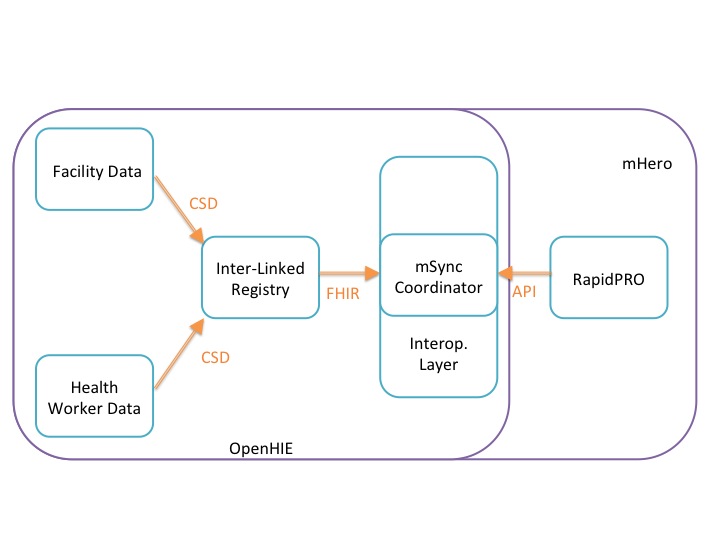 Facility Data
mHero
CSD
Inter-Linked
Registry
mSync
Coordinator
RapidPRO
FHIR
API
Interop.
Layer
CSD
Health
Worker Data
OpenHIE